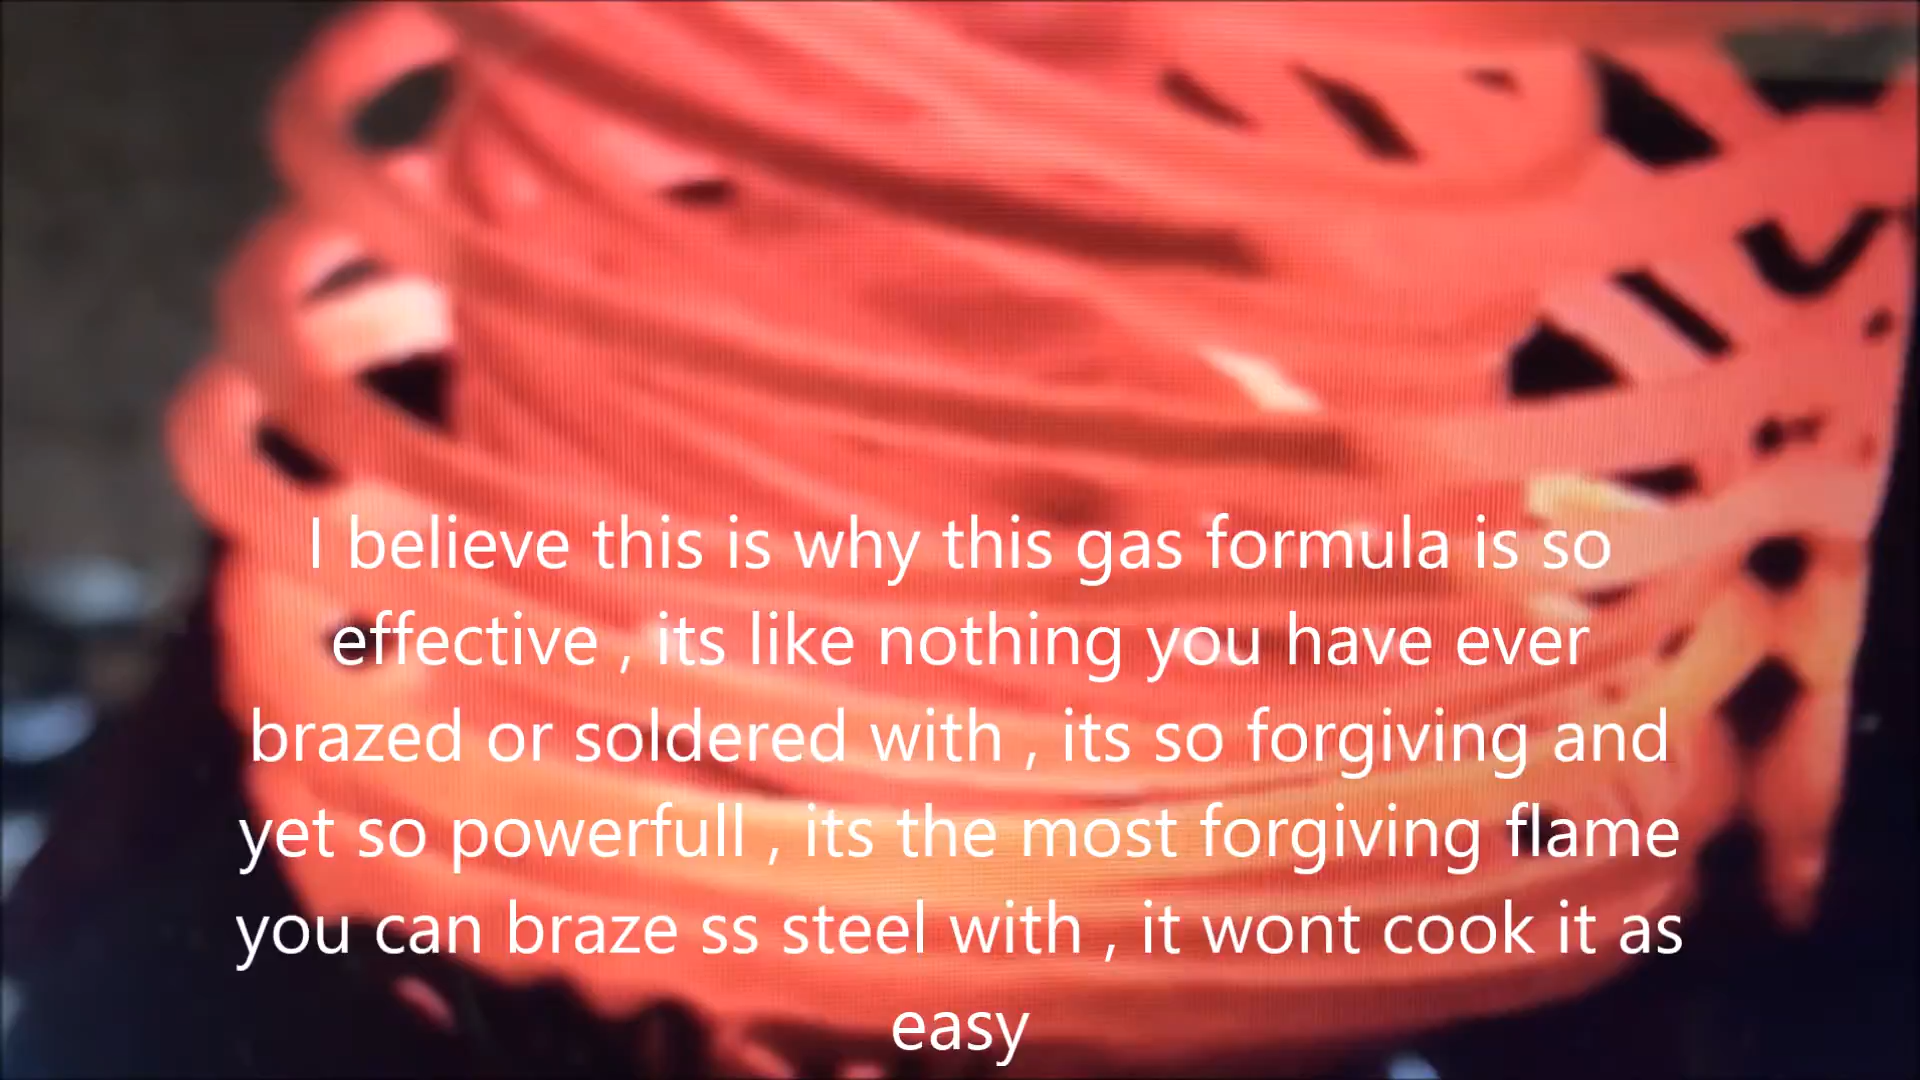 I believe this is why this gas formula is so
effective , its like nothing you have ever
brazed or soldered with , its so forgiving and
yet so powerfull , its the most forgiving flame
you can braze ss steel with , it wont cook it as
easy